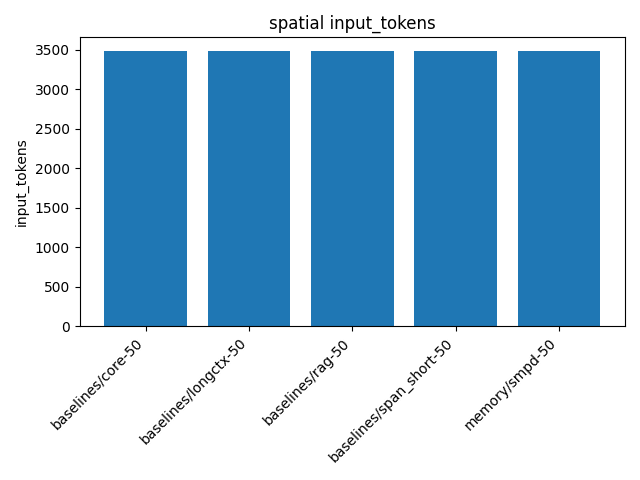 spatial input_tokens
input_tokens
3500
3000
2500
2000
1500
1000
500
0
baselines/core-50
baselines/longctx-50
baselines/rag-50
baselines/span_short-50
memory/smpd-50